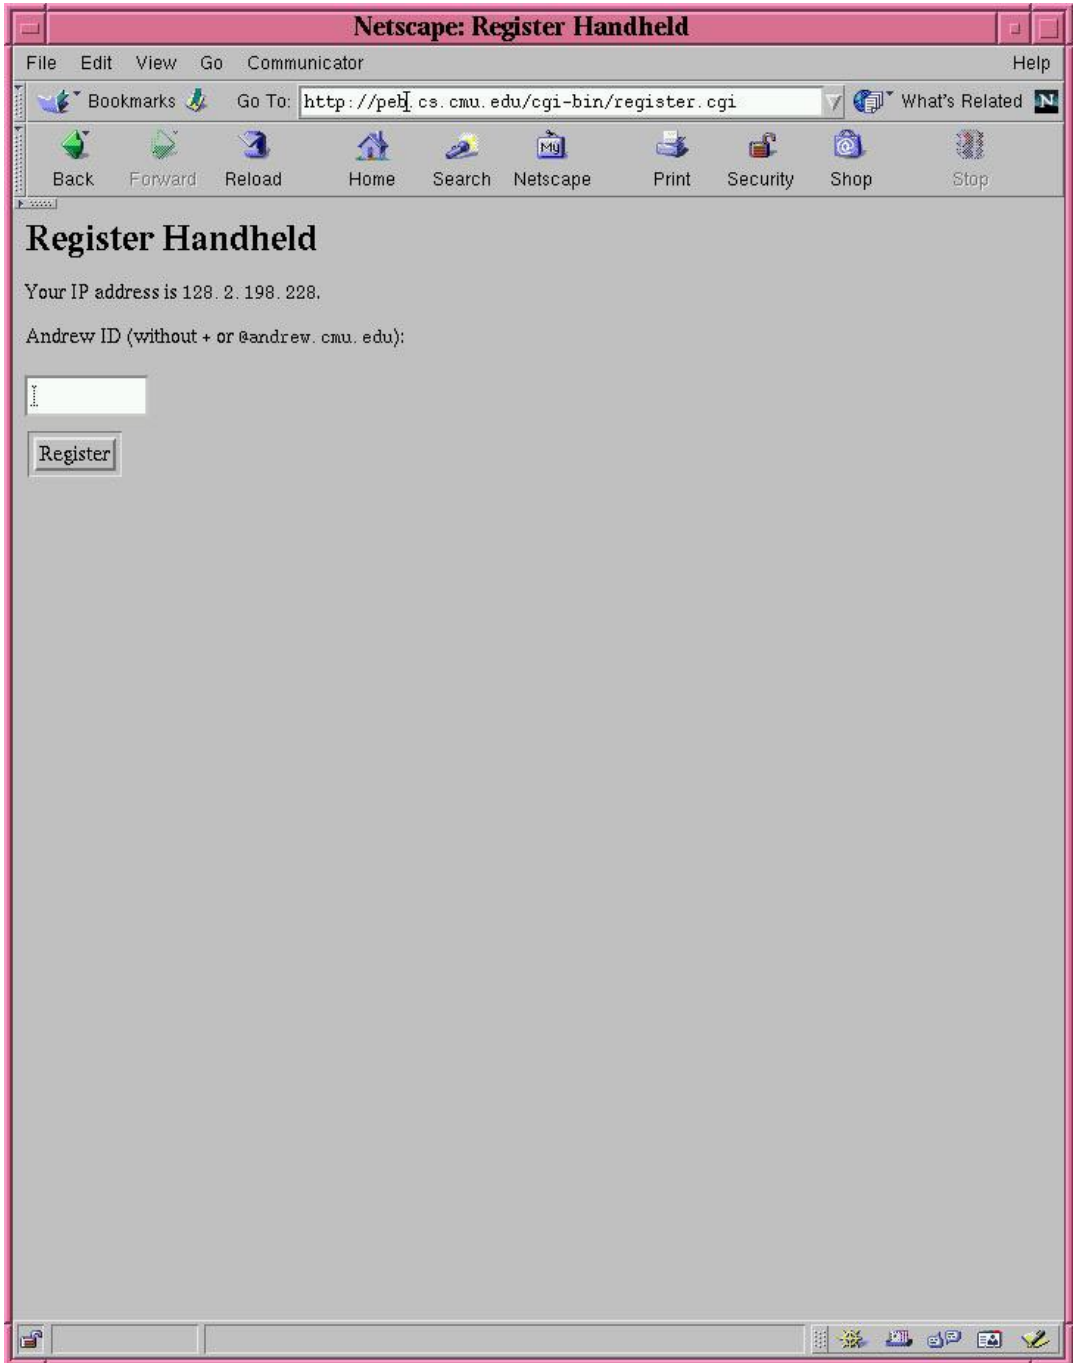 Netscape: Register Handheld
File Edit View Go Communicator Help
Bookmarks Go To: http://peb.cs.cmu.edu/cgi-bin/register.cgi What's Related N
My
Back Forward Reload Home Search Netscape Print Security Shop Stop
Register Handheld
Your IP address is 128.2.198.228.
Andrew ID (without + or @andrew.cmu.edu):
Register